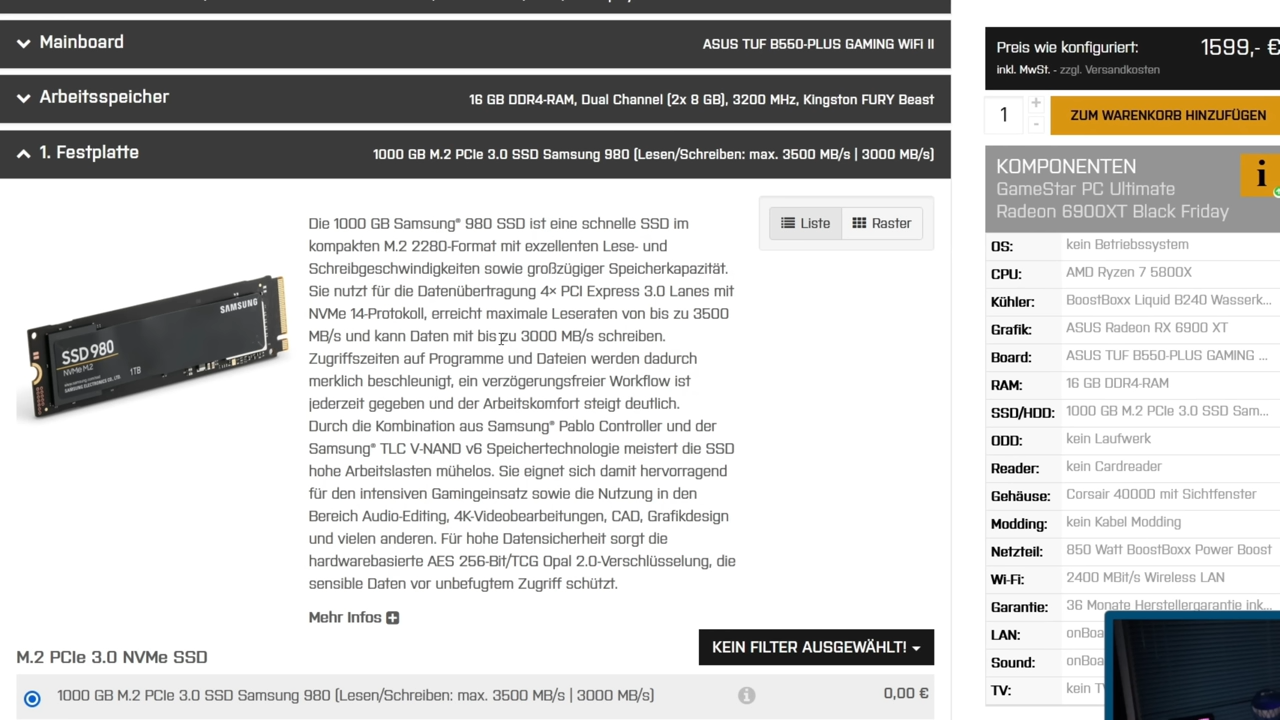 Mainboard
ASUS TUF B550-PLUS GAMING WIFI II
Arbeitsspeicher
16 GB DDR4-RAM, Dual Channel (2x 8 GB), 3200 MHz, Kingston FURY Beast
1. Festplatte
1000 GB M.2 PCIe 3.0 SSD Samsung 980 (Lesen/Schreiben: max. 3500 MB/s | 3000 MB/s)
SAMSUNG
SSD 980
NVMe M.2
1TB
Die 1000 GB Samsung® 980 SSD ist eine schnelle SSD im
kompakten M.2 2280-Format mit exzellenten Lese- und
Schreibgeschwindigkeiten sowie großzügiger Speicherkapazität.
Sie nutzt für die Datenübertragung 4× PCI Express 3.0 Lanes mit
NVMe 14-Protokoll, erreicht maximale Leseraten von bis zu 3500
MB/s und kann Daten mit bis zu 3000 MB/s schreiben.
Zugriffszeiten auf Programme und Dateien werden dadurch
merklich beschleunigt, ein verzögerungsfreier Workflow ist
jederzeit gegeben und der Arbeitskomfort steigt deutlich.
Durch die Kombination aus Samsung® Pablo Controller und der
Samsung® TLC V-NAND v6 Speichertechnologie meistert die SSD
hohe Arbeitslasten mühelos. Sie eignet sich damit hervorragend
für den intensiven Gamingeinsatz sowie die Nutzung in den
Bereich Audio-Editing, 4K-Videobearbeitungen, CAD, Grafikdesign
und vielen anderen. Für hohe Datensicherheit sorgt die
hardwarebasierte AES 256-Bit/TCG Opal 2.0-Verschlüsselung, die
sensible Daten vor unbefugtem Zugriff schützt.
Mehr Infos
Liste
Raster
KEIN FILTER AUSGEWÄHLT!
M.2 PCIe 3.0 NVMe SSD
1000 GB M.2 PCIe 3.0 SSD Samsung 980 (Lesen/Schreiben: max. 3500 MB/s | 3000 MB/s)
0,00 €
Preis wie konfiguriert: 1599,- €
inkl. MwSt. - zzgl. Versandkosten
1
+
-
ZUM WARENKORB HINZUFÜGEN
KOMPONENTEN
GameStar PC Ultimate
Radeon 6900XT Black Friday
i
OS: kein Betriebssystem
CPU: AMD Ryzen 7 5800X
Kühler: BoostBoxx Liquid B240 Wasserk...
Grafik: ASUS Radeon RX 6900 XT
Board: ASUS TUF B550-PLUS GAMING ...
RAM: 16 GB DDR4-RAM
SSD/HDD: 1000 GB M.2 PCIe 3.0 SSD Sam...
ODD: kein Laufwerk
Reader: kein Cardreader
Gehäuse: Corsair 4000D mit Sichtfenster
Modding: kein Kabel Modding
Netzteil: 850 Watt BoostBoxx Power Boost
Wi-Fi: 2400 MBit/s Wireless LAN
Garantie: 36 Monate Herstellergarantie ink...
LAN: onBoa
Sound: onBoa
TV: kein T